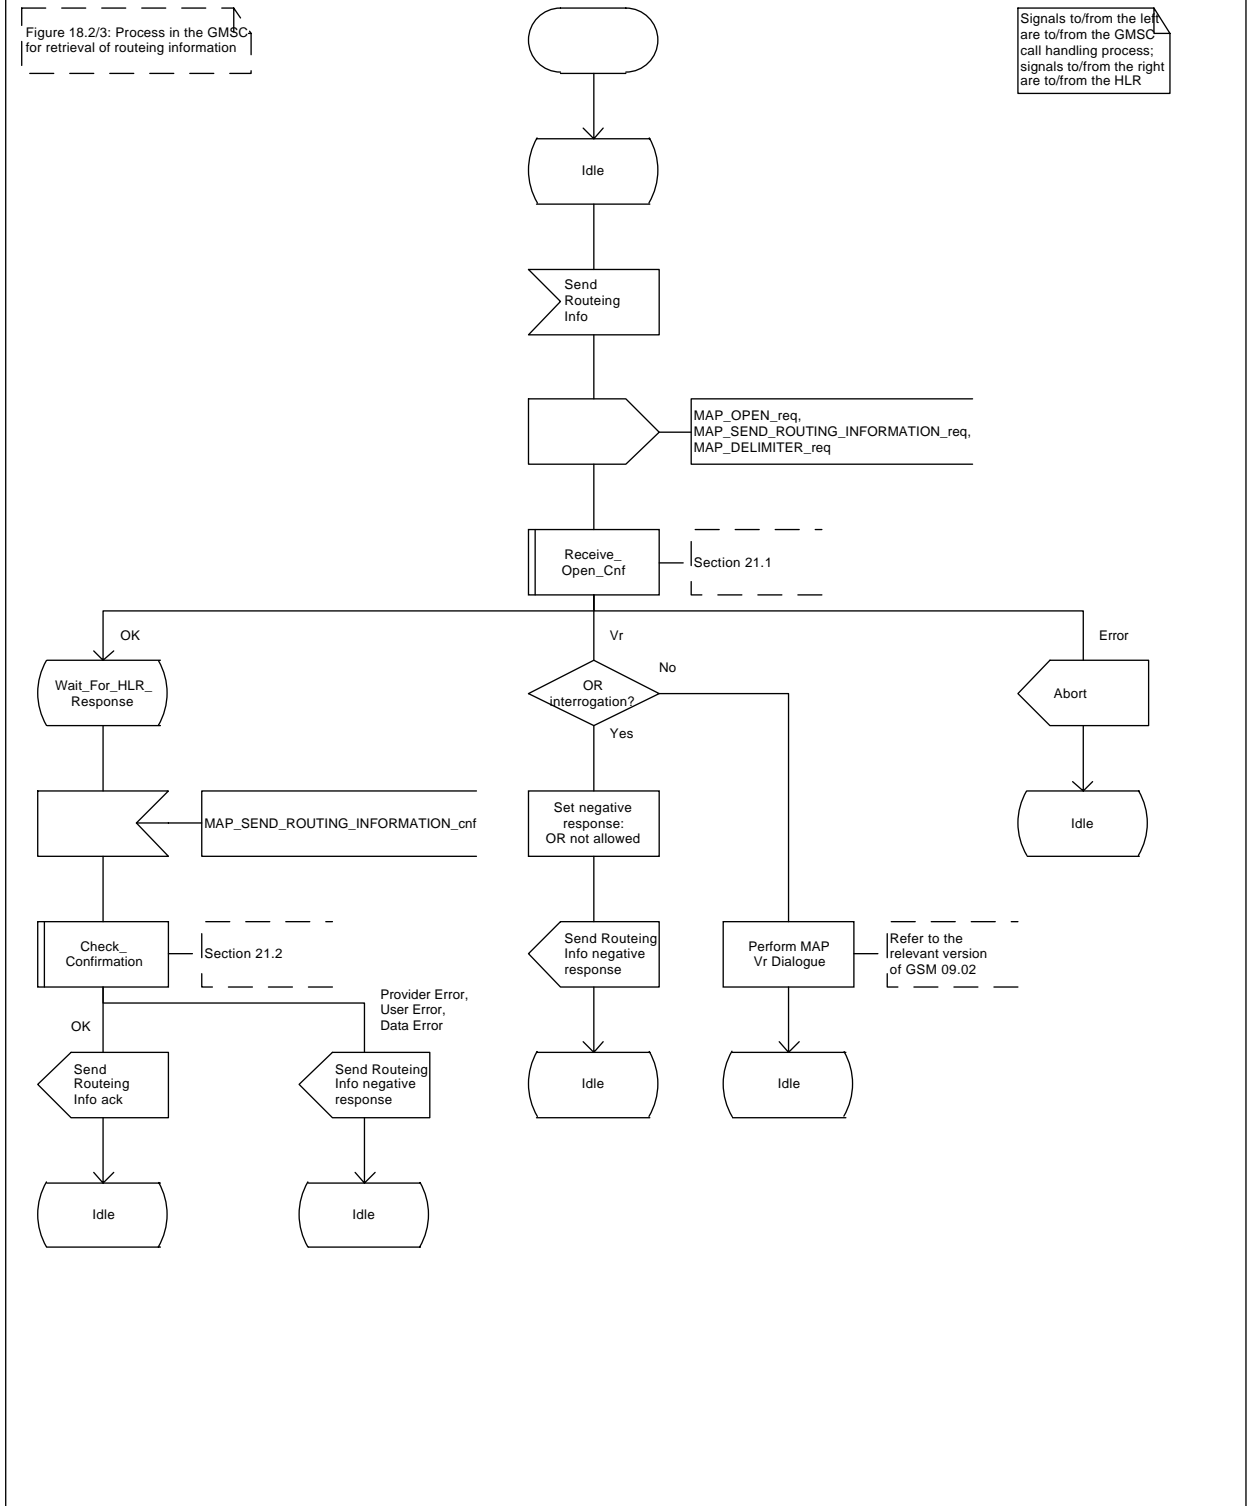 Figure 18.2/3: Process in the GMSC
for retrieval of routeing information
Signals to/from the left
are to/from the GMSC
call handling process;
signals to/from the right
are to/from the HLR
Idle
Send
Routeing
Info
MAP_OPEN_req,
MAP_SEND_ROUTING_INFORMATION_req,
MAP_DELIMITER_req
Receive_
Open_Cnf
Section 21.1
OK
Vr
Error
No
Wait_For_HLR_
Response
OR
interrogation?
Abort
Yes
MAP_SEND_ROUTING_INFORMATION_cnf
Set negative
response:
OR not allowed
Idle
Check_
Confirmation
Section 21.2
Send Routeing
Info negative
response
Perform MAP
Vr Dialogue
Refer to the
relevant version
of GSM 09.02
OK
Provider Error,
User Error,
Data Error
Send
Routeing
Info ack
Send Routeing
Info negative
response
Idle
Idle
Idle
Idle